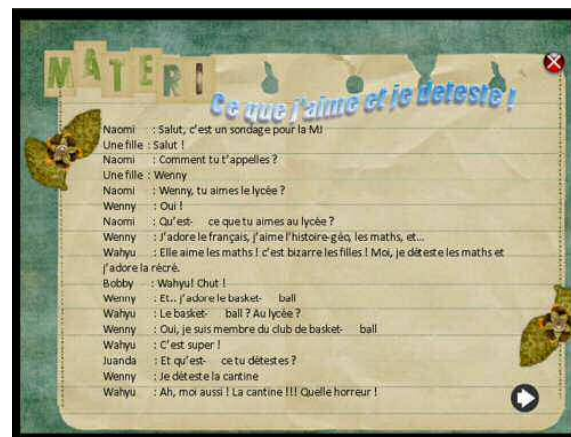 MATERI
Ce que j'aime et je deteste !
Naomi : Salut, c'est un sondage pour la MJ
Une fille : Salut !
Naomi : Comment tu t'appelles ?
Une fille : Wenny
Naomi : Wenny, tu aimes le lycée ?
Wenny : Oui !
Naomi : Qu'est- ce que tu aimes au lycée ?
Wenny : J'adore le français, j'aime l'histoire-géo, les maths, et...
Wahyu : Elle aime les maths ! c'est bizarre les filles ! Moi, je déteste les maths et
j'adore la récré.
Bobby : Wahyu! Chut !
Wenny : Et.. j'adore le basket- ball
Wahyu : Le basket- ball ? Au lycée ?
Wenny : Oui, je suis membre du club de basket- ball
Wahyu : C'est super !
Juanda : Et qu'est- ce tu détestes ?
Wenny : Je déteste la cantine
Wahyu : Ah, moi aussi ! La cantine !!! Quelle horreur !